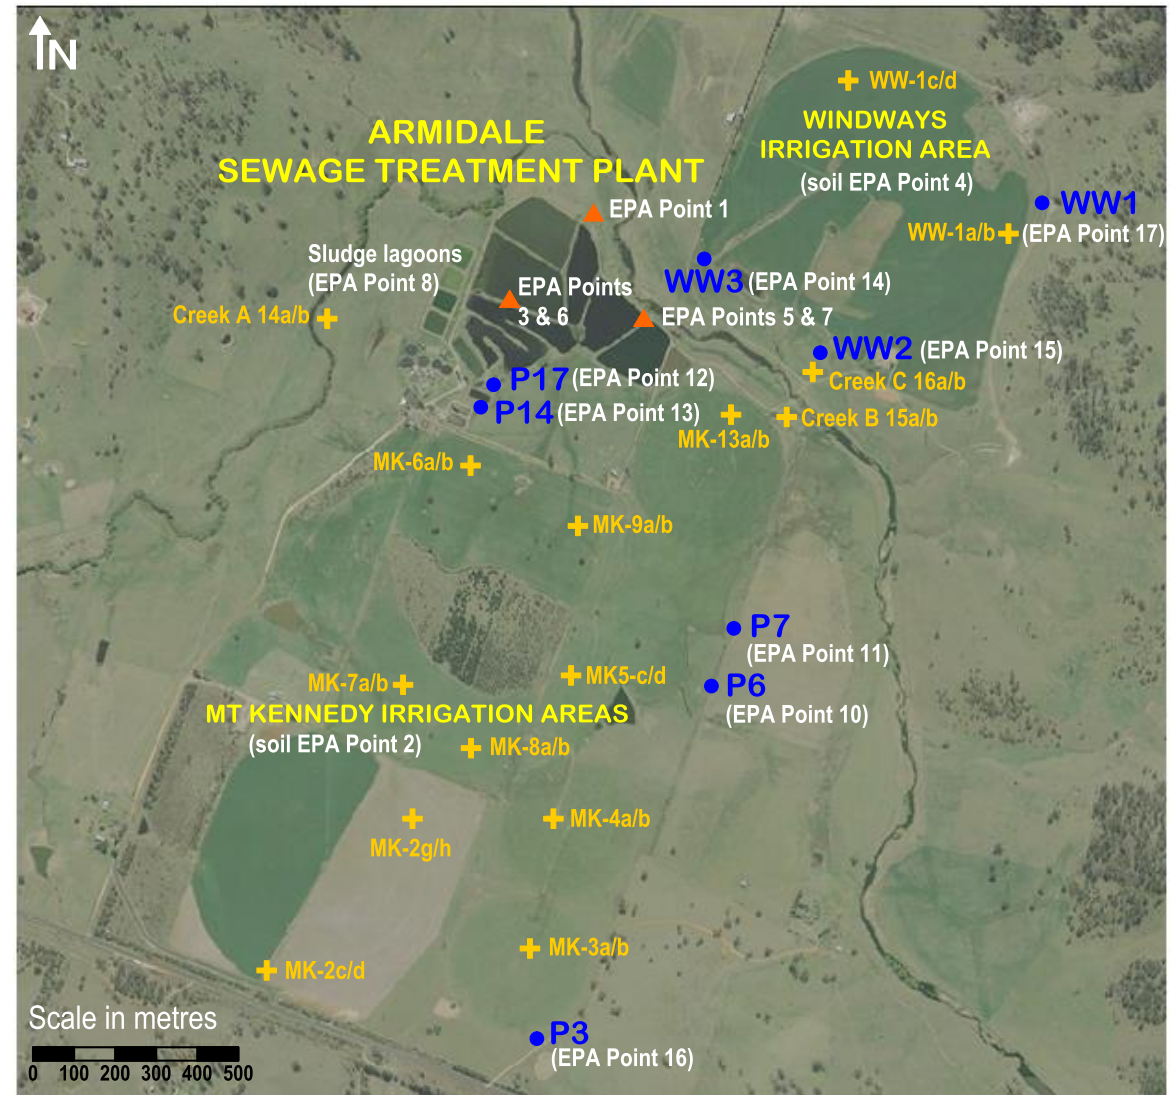 N
WW-1c/d
ARMIDALE
SEWAGE TREATMENT PLANT
WINDWAYS
IRRIGATION AREA
(soil EPA Point 4)
EPA Point 1
WW1
WW-1a/b
(EPA Point 17)
Sludge lagoons
(EPA Point 8)
WW3 (EPA Point 14)
EPA Points
3 & 6
Creek A 14a/b
EPA Points 5 & 7
WW2 (EPA Point 15)
P17 (EPA Point 12)
Creek C 16a/b
P14 (EPA Point 13)
Creek B 15a/b
MK-13a/b
MK-6a/b
MK-9a/b
P7
(EPA Point 11)
MK5-c/d
MK-7a/b
P6
(EPA Point 10)
MT KENNEDY IRRIGATION AREAS
(soil EPA Point 2)
MK-8a/b
MK-4a/b
MK-2g/h
MK-3a/b
MK-2c/d
Scale in metres
0 100 200 300 400 500
P3
(EPA Point 16)